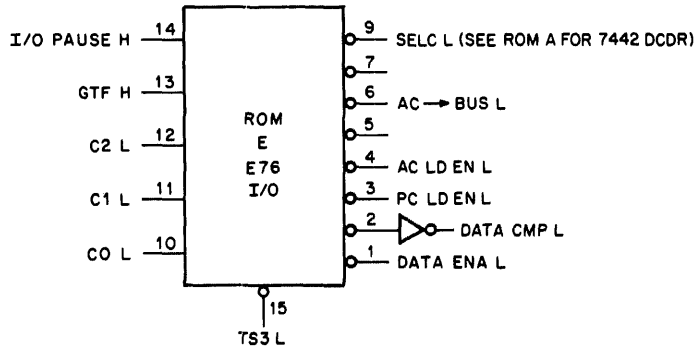 I/O PAUSE H 14
GTF H 13
C2 L 12
C1 L 11
C0 L 10
ROM
E
E76
I/O
9 SELC L (SEE ROM A FOR 7442 DCDR)
7
6 AC → BUS L
5
4 AC LD EN L
3 PC LD EN L
2 DATA CMP L
1 DATA ENA L
15
TS3 L